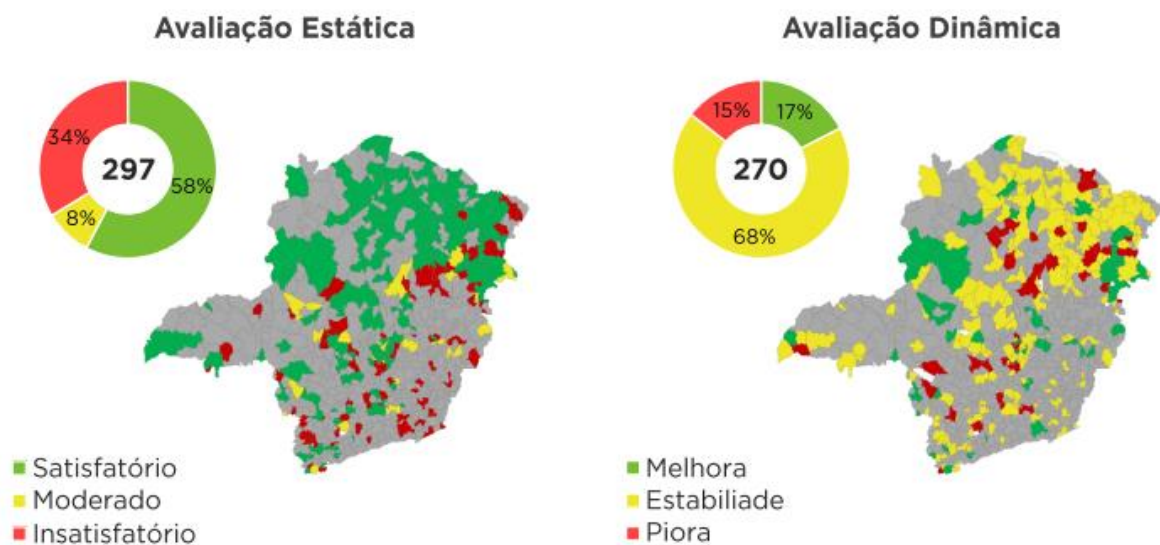 Avaliação Estática
34%
297
58%
8%
Satisfatório
Moderado
Insatisfatório
Avaliação Dinâmica
15%
17%
270
68%
Melhora
Estabiliade
Piora